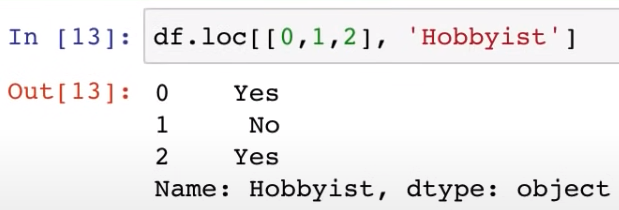 In [13]: df.loc[[0,1,2], 'Hobbyist']
Out[13]: 0 Yes
1 No
2 Yes
Name: Hobbyist, dtype: object